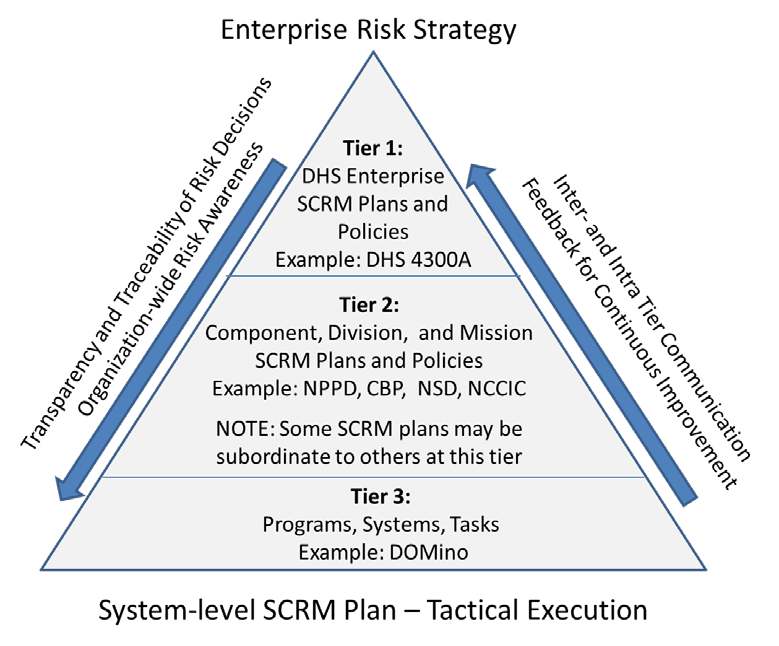 Enterprise Risk Strategy
Transparency and Traceability of Risk Decisions
Organization-wide Risk Awareness
Tier 1:
DHS Enterprise
SCRM Plans and
Policies
Example: DHS 4300A
Inter- and Intra Tier Communication
Feedback for Continuous Improvement
Tier 2:
Component, Division, and Mission
SCRM Plans and Policies
Example: NPPD, CBP, NSD, NCCIC
NOTE: Some SCRM plans may be
subordinate to others at this tier
Tier 3:
Programs, Systems, Tasks
Example: DOMino
System-level SCRM Plan – Tactical Execution